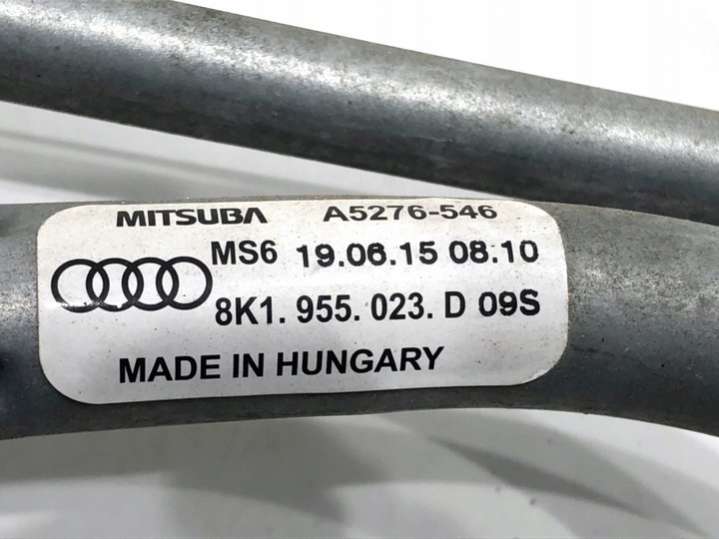 MITSUBA A5276-546
MS6 19.06.15 08:10
8K1. 955. 023. D 09S
MADE IN HUNGARY